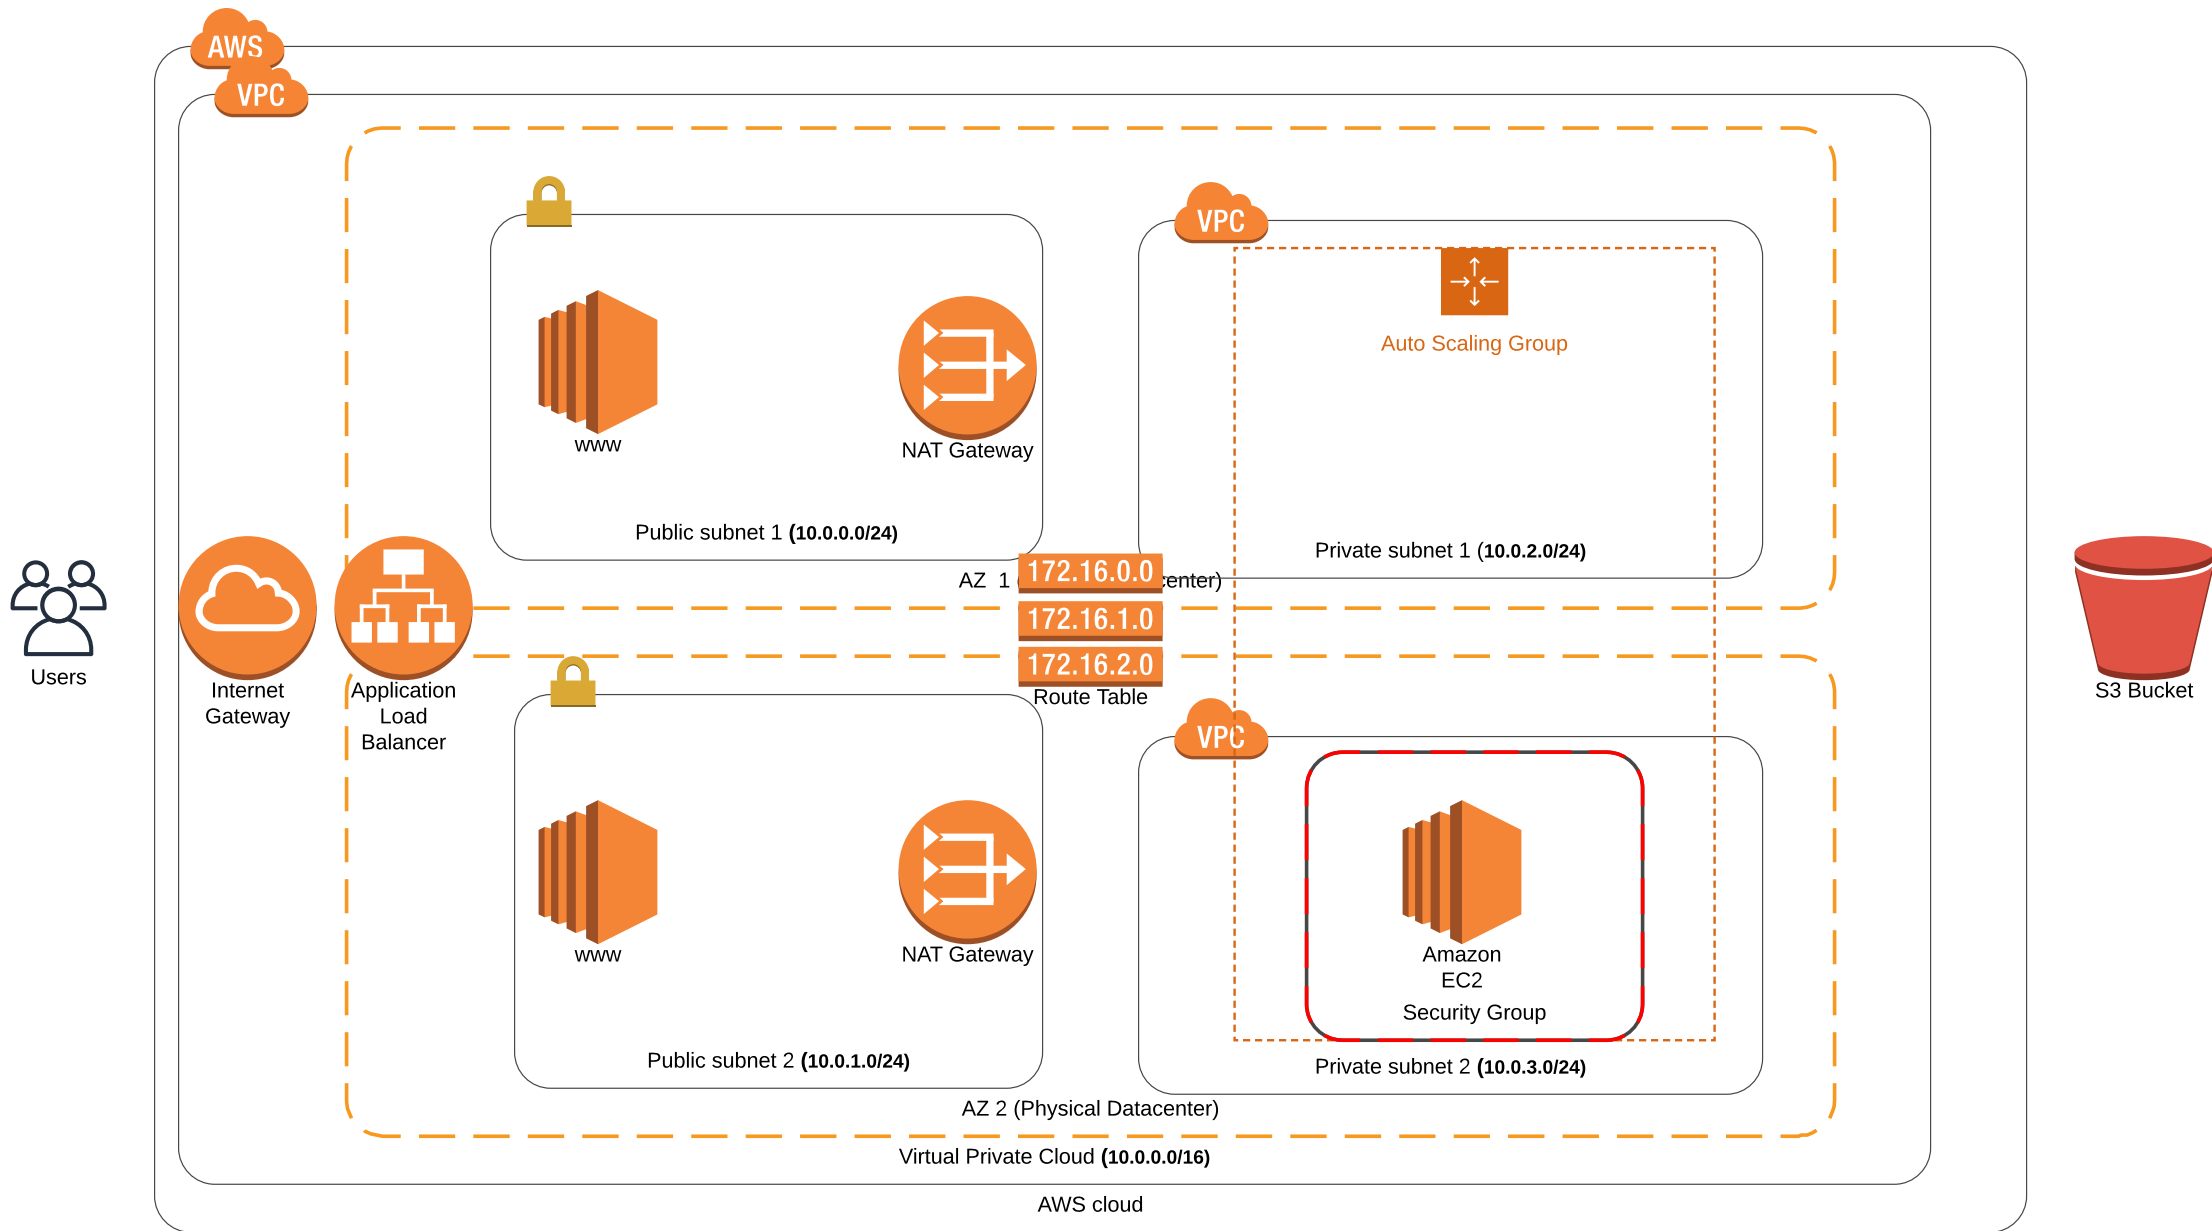 AWS
VPC
VPC
Auto Scaling Group
www
NAT Gateway
Public subnet 1 (10.0.0.0/24)
Private subnet 1 (10.0.2.0/24)
AZ 1 center)
172.16.0.0
172.16.1.0
172.16.2.0
Route Table
Users
Internet
Gateway
Application
Load
Balancer
S3 Bucket
VPC
www
NAT Gateway
Amazon
EC2
Security Group
Public subnet 2 (10.0.1.0/24)
Private subnet 2 (10.0.3.0/24)
AZ 2 (Physical Datacenter)
Virtual Private Cloud (10.0.0.0/16)
AWS cloud